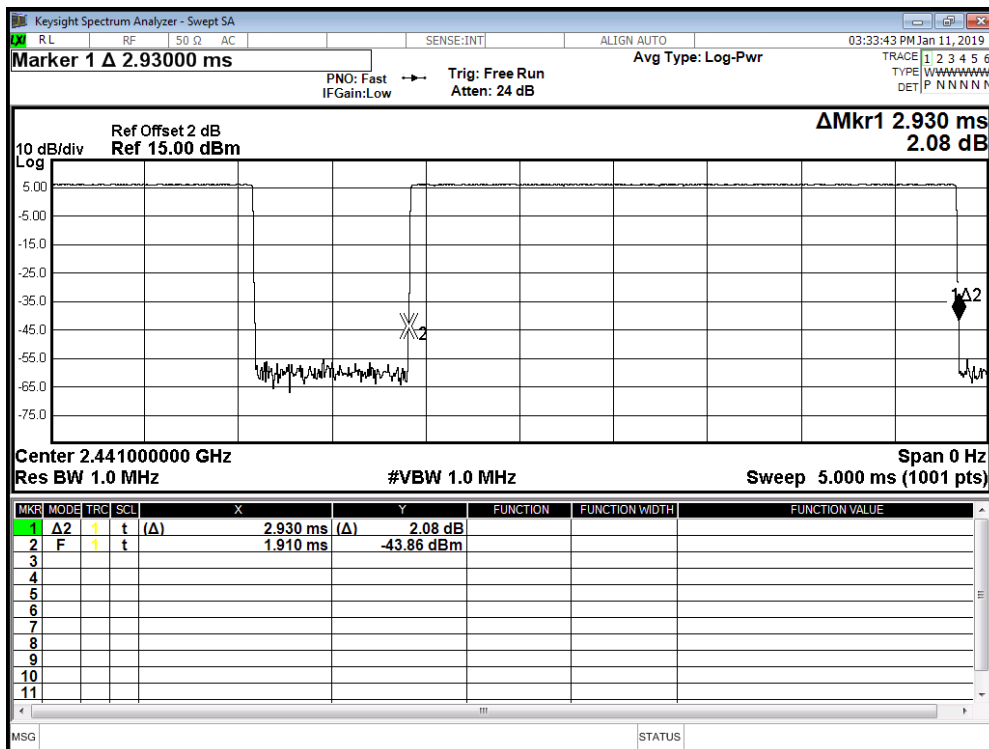 Keysight Spectrum Analyzer - Swept SA
LXI RL RF 50 Ω AC SENSE:INT ALIGN AUTO 03:33:43 PM Jan 11, 2019
Marker 1 Δ 2.93000 ms
PNO: Fast
IFGain:Low
Trig: Free Run
Atten: 24 dB
Avg Type: Log-Pwr
TRACE 1 2 3 4 5 6
TYPE WWWWWW
DET P N N N N N
ΔMkr1 2.930 ms
2.08 dB
Ref Offset 2 dB
10 dB/div Ref 15.00 dBm
Log
5.00
-5.00
-15.0
-25.0
-35.0
-45.0
-55.0
-65.0
-75.0
1Δ2
2
Center 2.441000000 GHz Span 0 Hz
Res BW 1.0 MHz #VBW 1.0 MHz Sweep 5.000 ms (1001 pts)
MKR MODE TRC SCL X Y FUNCTION FUNCTION WIDTH FUNCTION VALUE
1 Δ2 1 t (Δ) 2.930 ms (Δ) 2.08 dB
2 F 1 t 1.910 ms -43.86 dBm
3
4
5
6
7
8
9
10
11
MSG STATUS